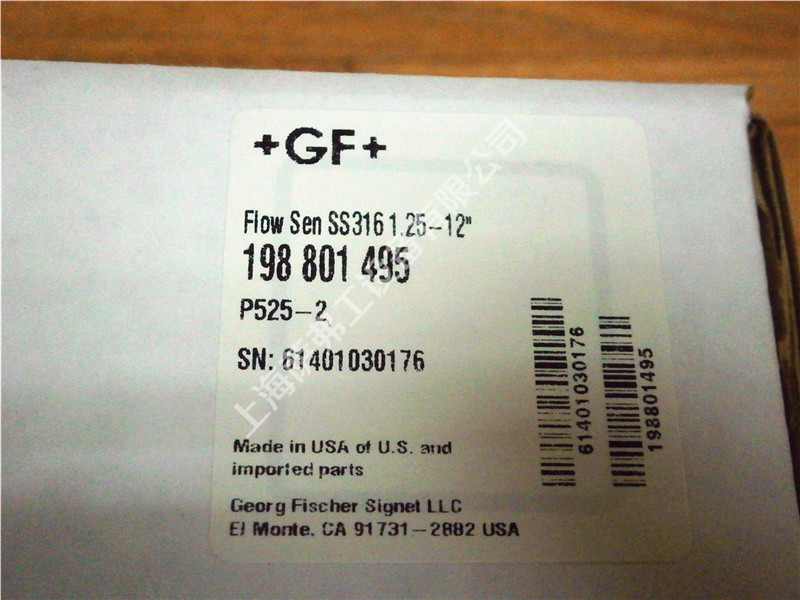 +GF+
Flow Sen SS316 1.25-12"
198 801 495
P525-2
SN: 61401030176
Made in USA of U.S. and
imported parts
Georg Fischer Signet LLC
El Monte, CA 91731-2882 USA
61401030176
198801495